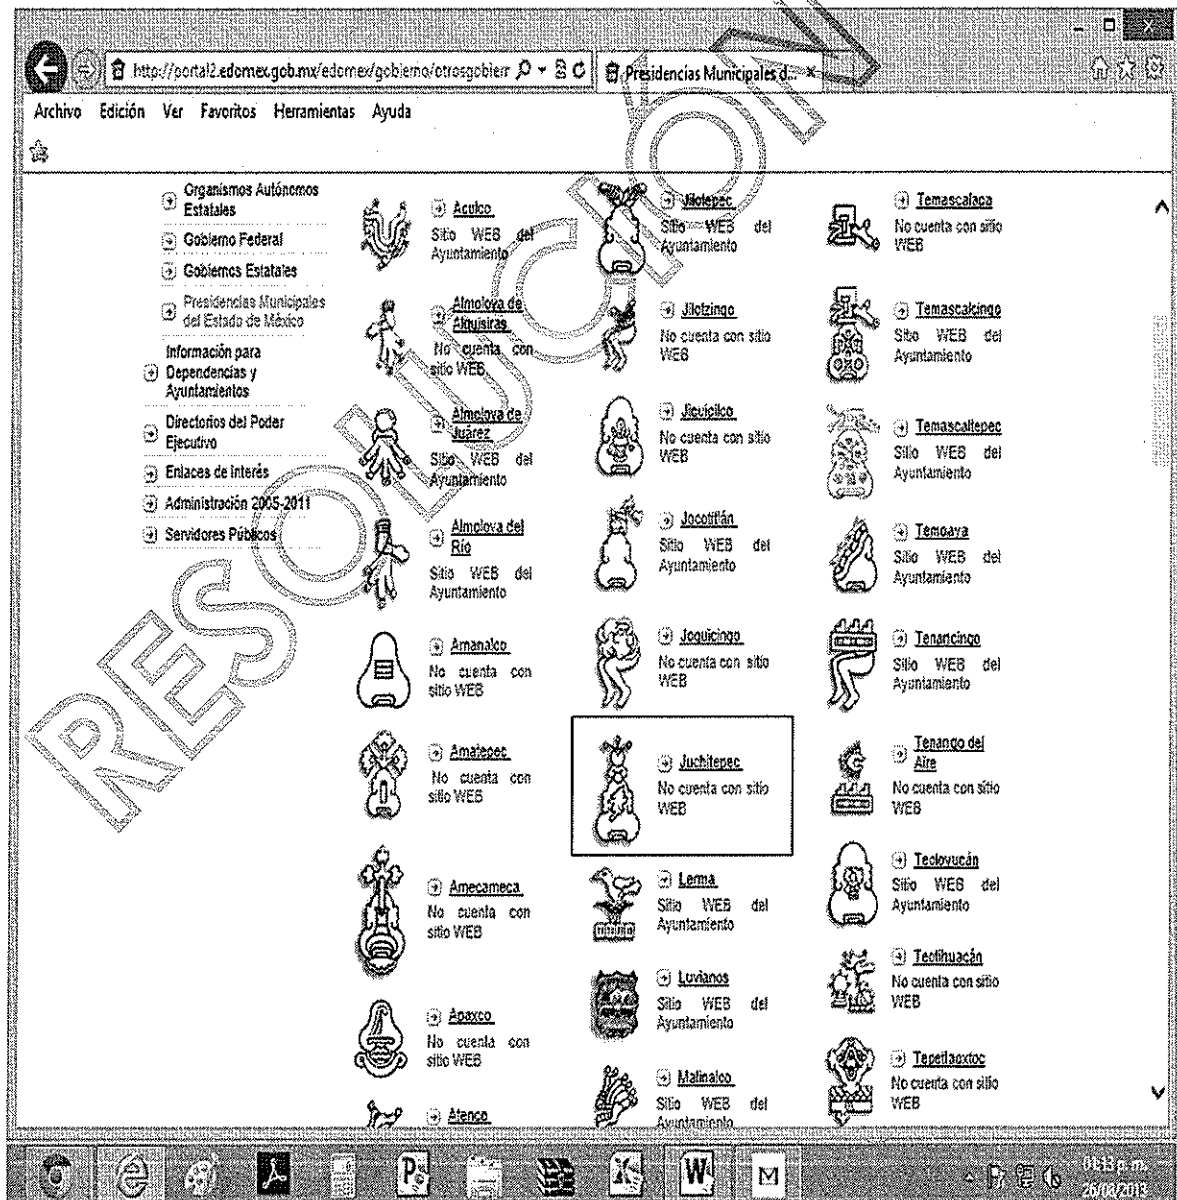 http://portal2.edomex.gob.mx/edomex/gobierno/otrosgobierr
Presidencias Municipales d...
Archivo Edición Ver Favoritos Herramientas Ayuda
Organismos Autónomos
Estatales
Gobierno Federal
Gobiernos Estatales
Presidencias Municipales
del Estado de México
Información para
Dependencias y
Ayuntamientos
Directorios del Poder
Ejecutivo
Enlaces de Interés
Administración 2005-2011
Servidores Públicos
Aculco
Sitio WEB del
Ayuntamiento
Almoloya de
Alquisiras
No cuenta con
sitio WEB
Almoloya de
Juárez
Sitio WEB del
Ayuntamiento
Almoloya del
Río
Sitio WEB del
Ayuntamiento
Amanalco
No cuenta con
sitio WEB
Amatepec
No cuenta con
sitio WEB
Amecameca
No cuenta con
sitio WEB
Apaxco
No cuenta con
sitio WEB
Atenco
Jilotepec
Sitio WEB del
Ayuntamiento
Jilotzingo
No cuenta con sitio
WEB
Jiquipilco
No cuenta con sitio
WEB
Jocotitlán
Sitio WEB del
Ayuntamiento
Joquicingo
No cuenta con sitio
WEB
Juchitepec
No cuenta con sitio
WEB
Lerma
Sitio WEB del
Ayuntamiento
Luvianos
Sitio WEB del
Ayuntamiento
Malinalco
Sitio WEB del
Ayuntamiento
Temascalapa
No cuenta con sitio
WEB
Temascalcingo
Sitio WEB del
Ayuntamiento
Temascaltepec
Sitio WEB del
Ayuntamiento
Temoaya
Sitio WEB del
Ayuntamiento
Tenancingo
Sitio WEB del
Ayuntamiento
Tenango del
Aire
No cuenta con sitio
WEB
Teoloyucán
Sitio WEB del
Ayuntamiento
Teotihuacán
No cuenta con sitio
WEB
Tepetlaoxtoc
No cuenta con sitio
WEB
RESOLUCIÓN
01:13 p.m.
26/08/2013